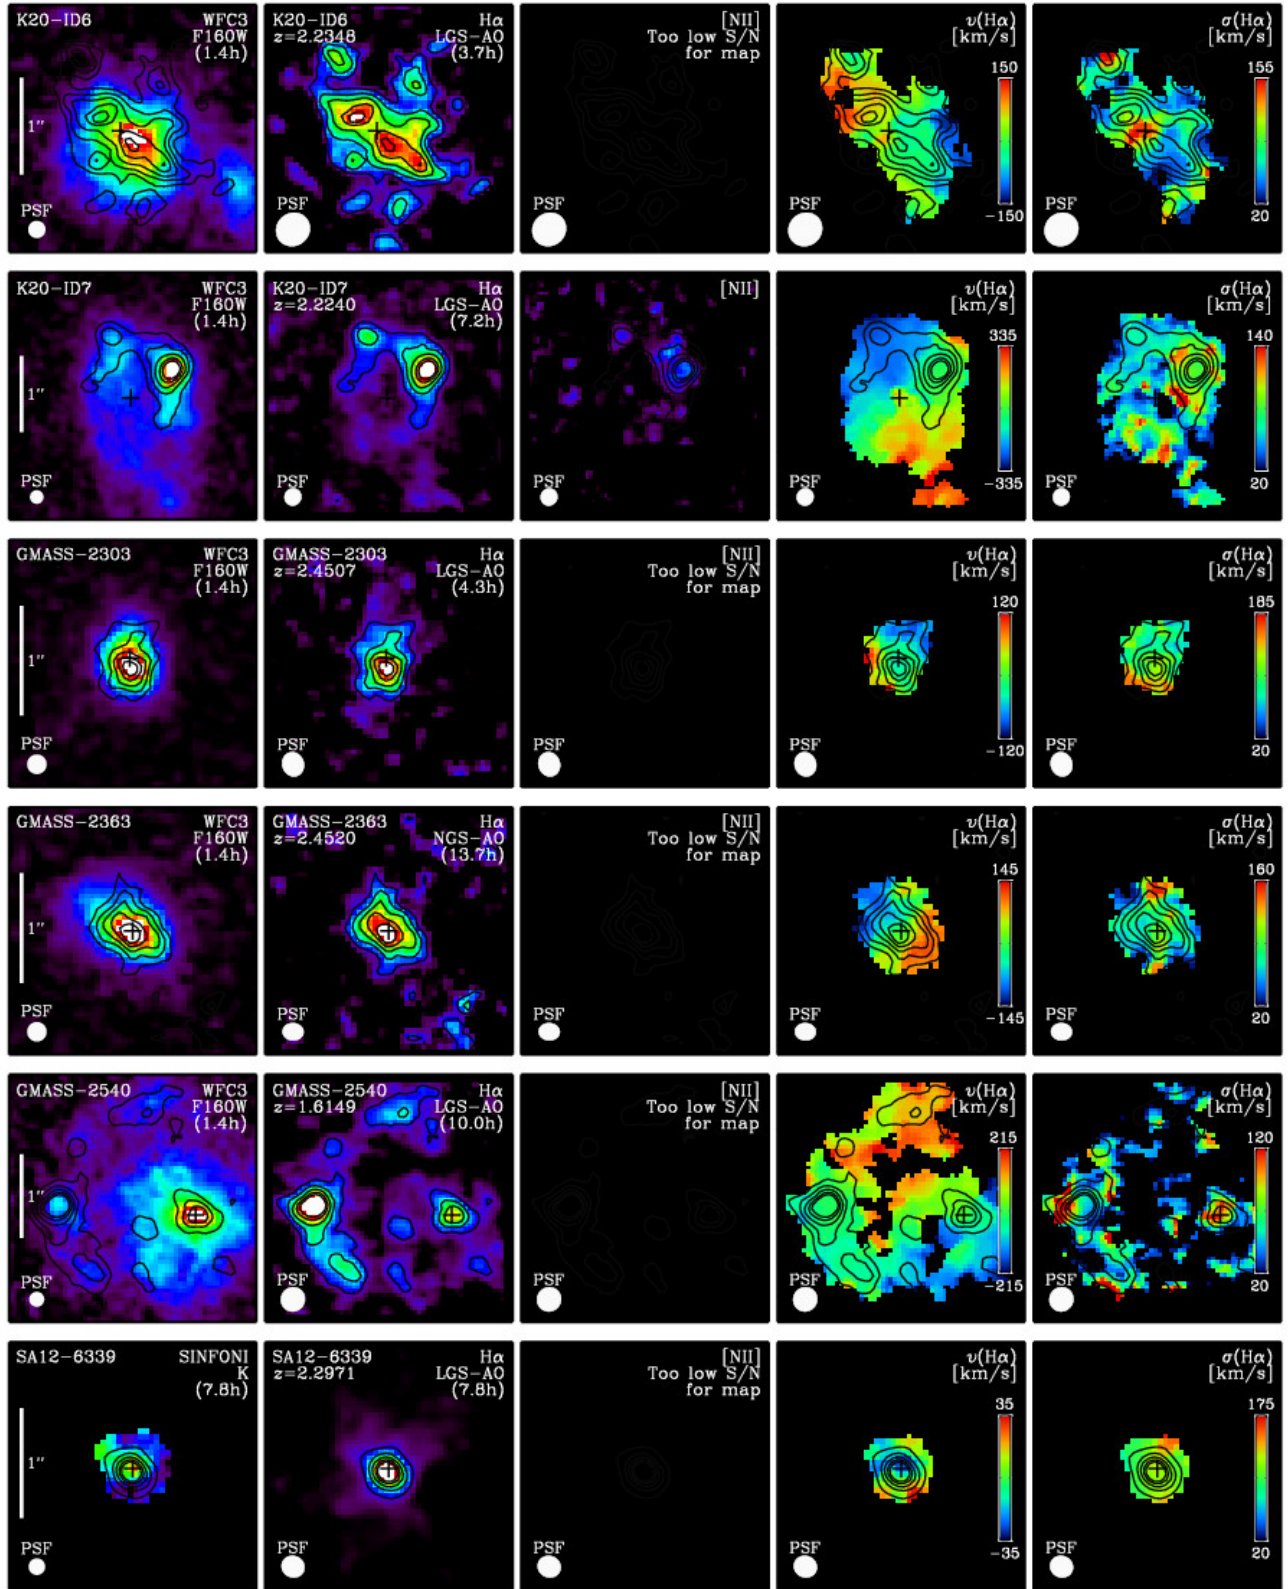 K20-ID6 WFC3
F160W
(1.4h)
1″
PSF
Hα
z=2.2348 LGS-AO
(3.7h)
PSF
[NII]
Too low S/N
for map
PSF
v(Hα)
[km/s]
150
-150
PSF
σ(Hα)
[km/s]
155
20
PSF
K20-ID7 WFC3
F160W
(1.4h)
1″
PSF
K20-ID7 Hα
z=2.2240 LGS-AO
(7.2h)
PSF
[NII]
PSF
v(Hα)
[km/s]
335
-335
PSF
σ(Hα)
[km/s]
140
20
PSF
GMASS-2303 WFC3
F160W
(1.4h)
1″
PSF
GMASS-2303 Hα
z=2.4507 LGS-AO
(4.3h)
PSF
[NII]
Too low S/N
for map
PSF
v(Hα)
[km/s]
120
-120
PSF
σ(Hα)
[km/s]
185
20
PSF
GMASS-2363 WFC3
F160W
(1.4h)
1″
PSF
GMASS-2363 Hα
z=2.4520 NGS-AO
(13.7h)
PSF
[NII]
Too low S/N
for map
PSF
v(Hα)
[km/s]
145
-145
PSF
σ(Hα)
[km/s]
160
20
PSF
GMASS-2540 WFC3
F160W
(1.4h)
1″
PSF
GMASS-2540 Hα
z=1.6149 LGS-AO
(10.0h)
PSF
[NII]
Too low S/N
for map
PSF
v(Hα)
[km/s]
215
-215
PSF
σ(Hα)
[km/s]
120
20
PSF
SA12-6339 SINFONI
K
(7.8h)
1″
PSF
SA12-6339 Hα
z=2.2971 LGS-AO
(7.8h)
PSF
[NII]
Too low S/N
for map
PSF
v(Hα)
[km/s]
35
-35
PSF
σ(Hα)
[km/s]
175
20
PSF